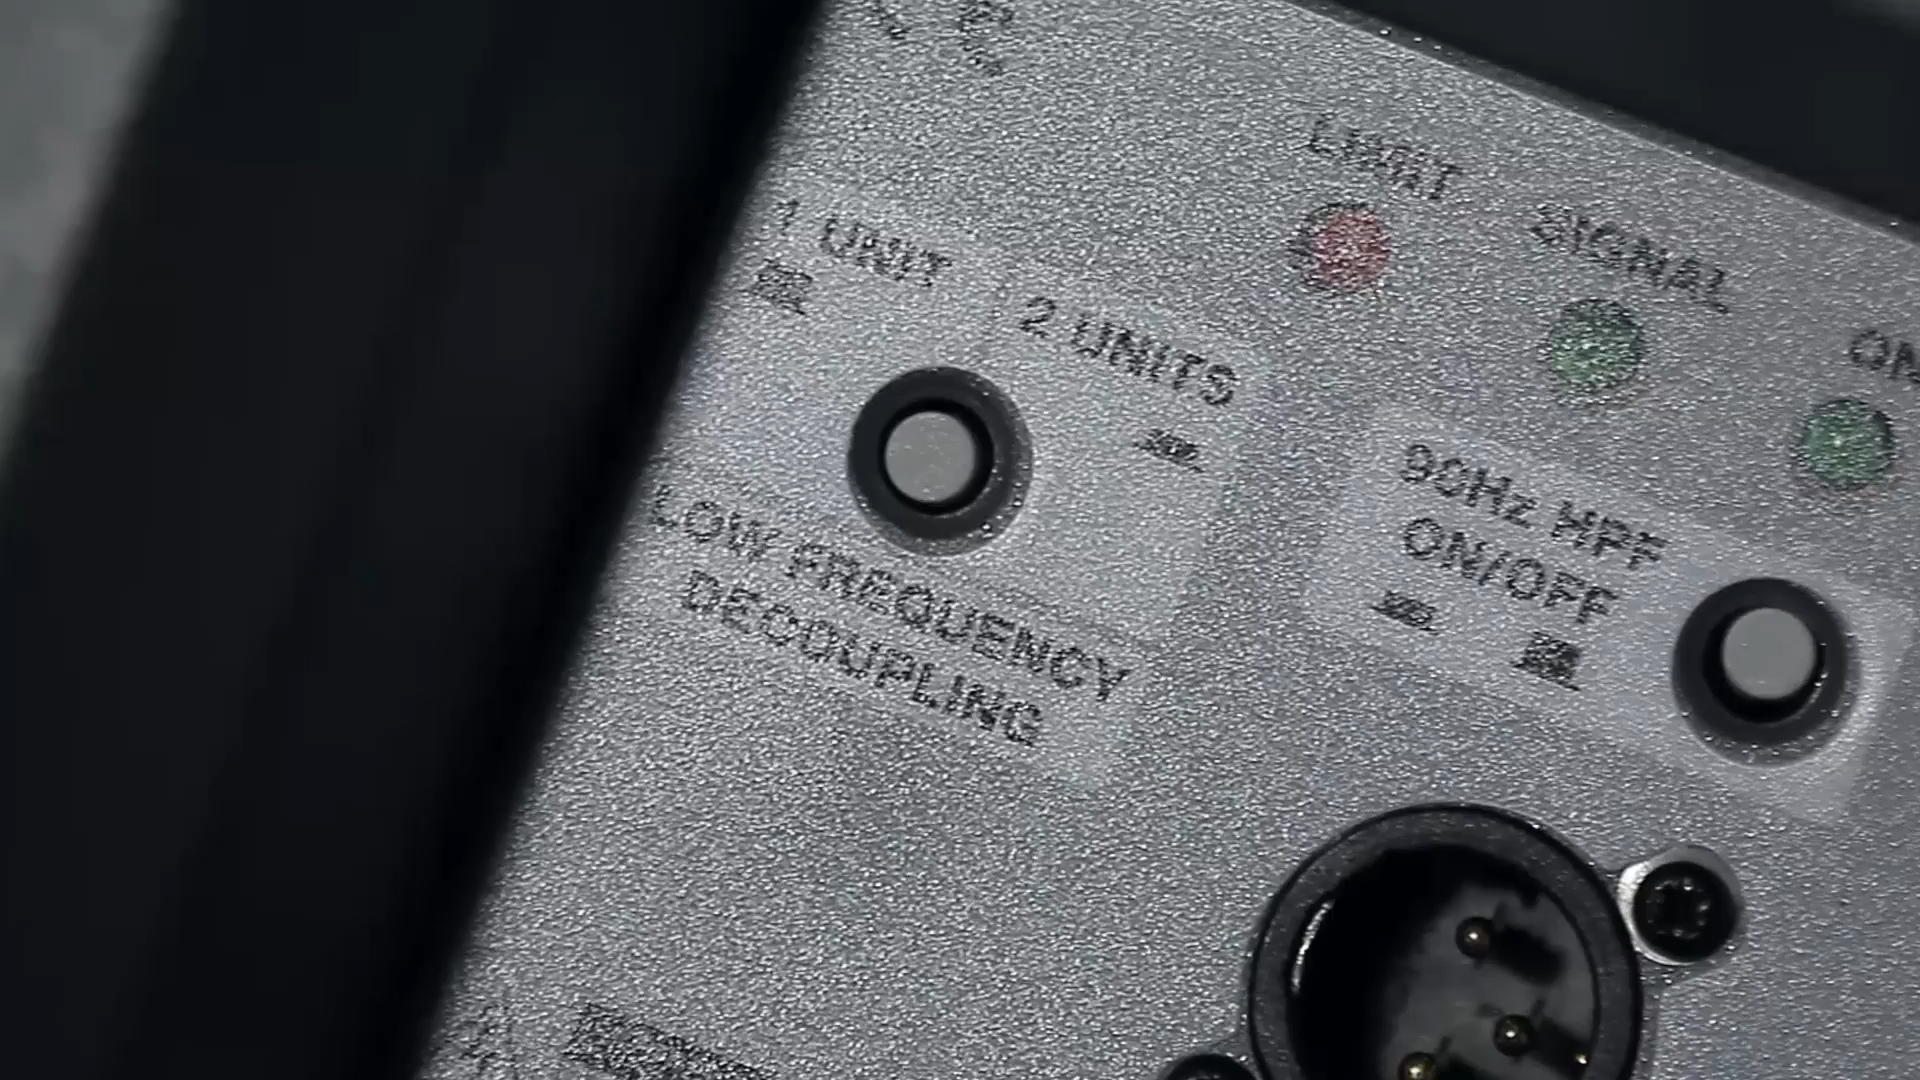 LIMIT
SIGNAL
ON
1 UNIT
2 UNITS
90Hz HPF
ON/OFF
LOW FREQUENCY
DECOUPLING